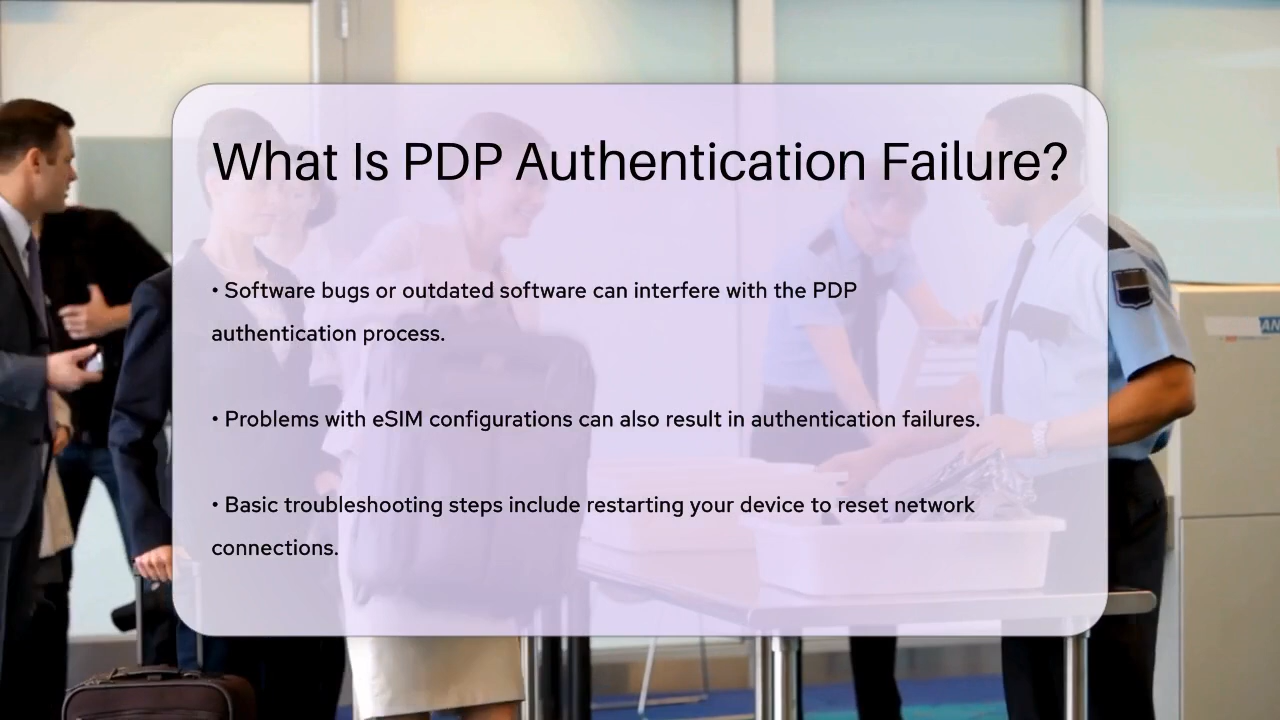 What Is PDP Authentication Failure?
• Software bugs or outdated software can interfere with the PDP
authentication process.
• Problems with eSIM configurations can also result in authentication failures.
• Basic troubleshooting steps include restarting your device to reset network
connections.